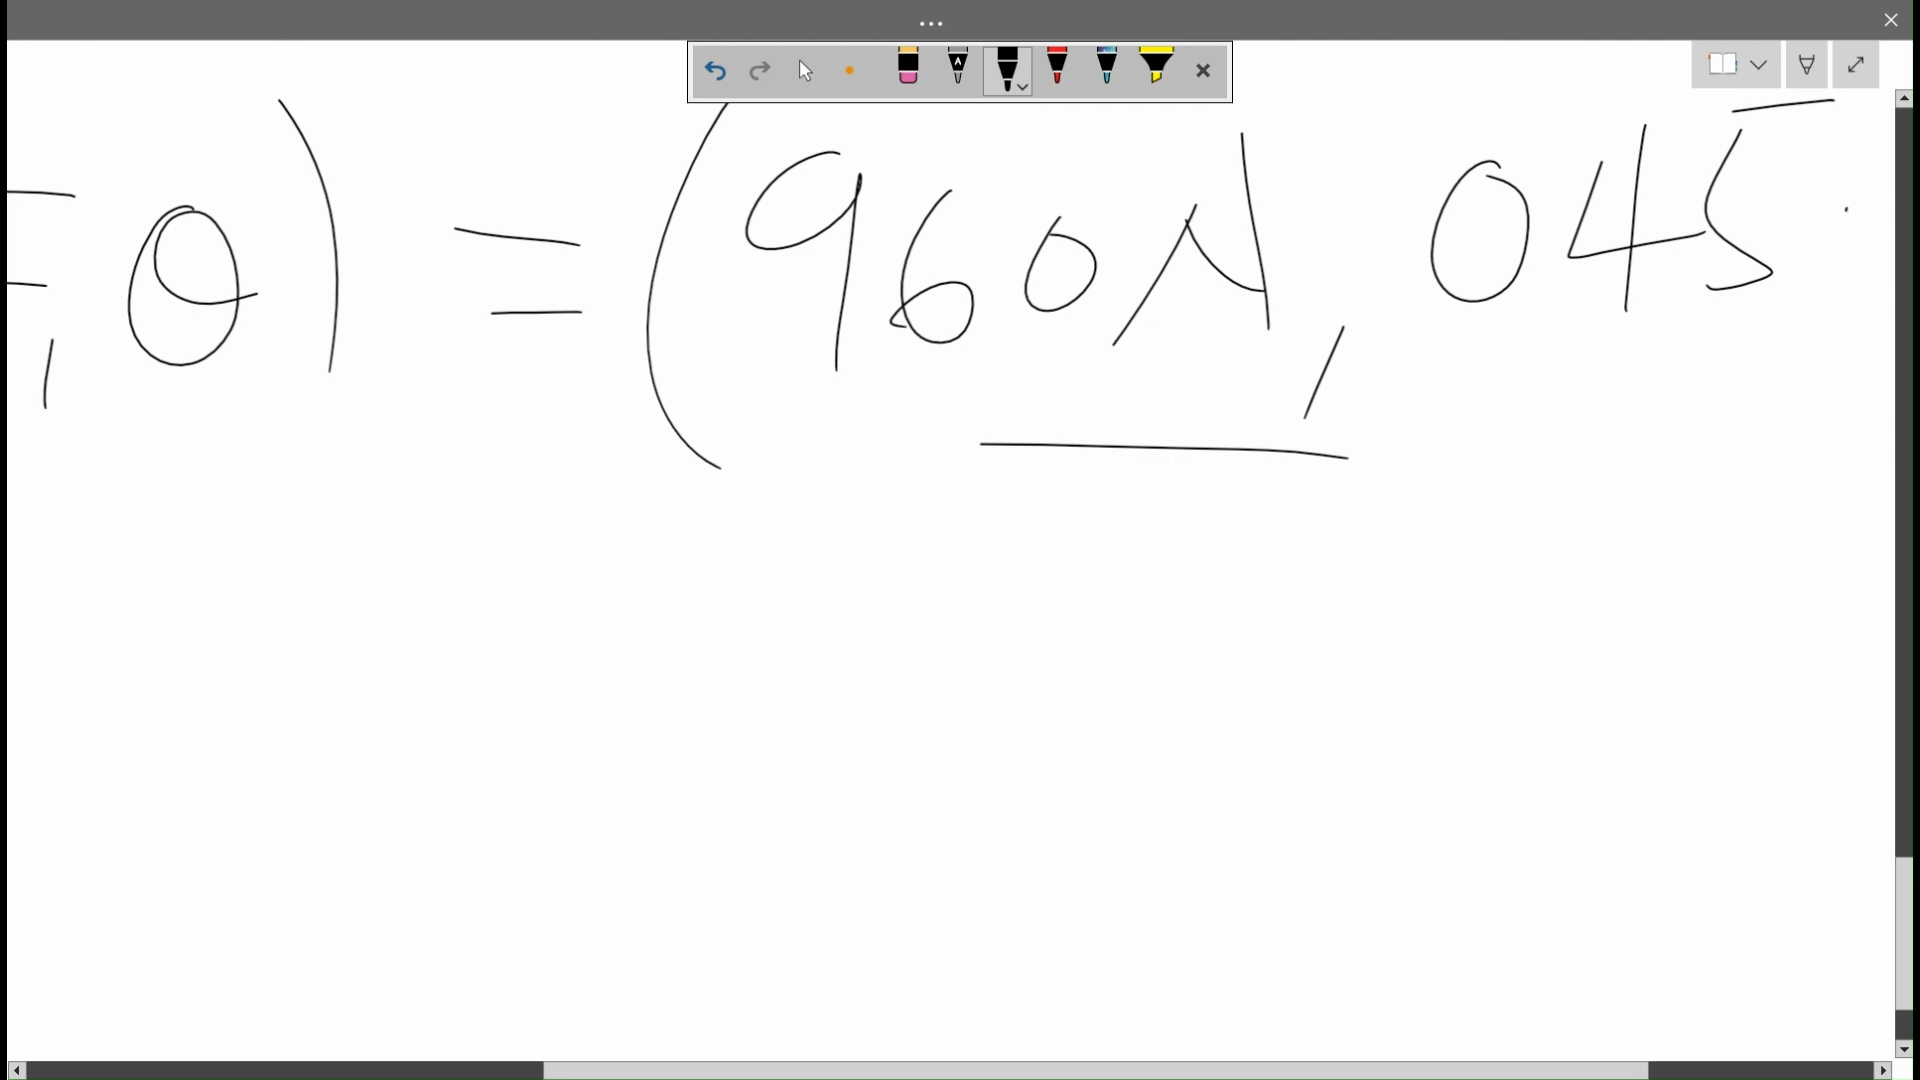 F, θ) = (960N, 045.